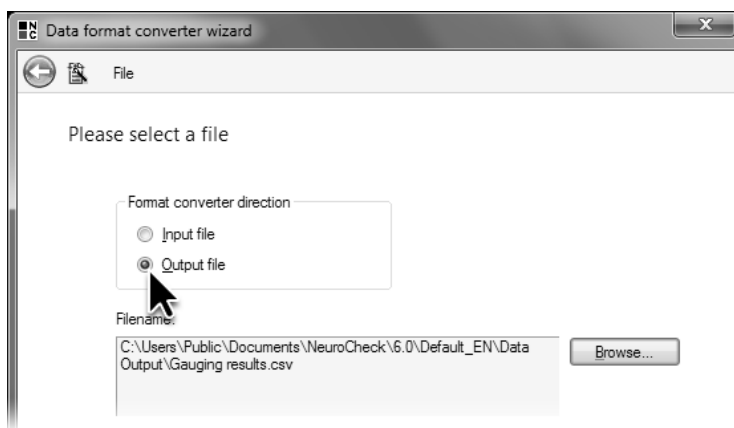 NC Data format converter wizard
File
Please select a file
Format converter direction
Input file
Output file
Filename:
C:\Users\Public\Documents\NeuroCheck\6.0\Default_EN\Data
Output\Gauging results.csv
Browse...